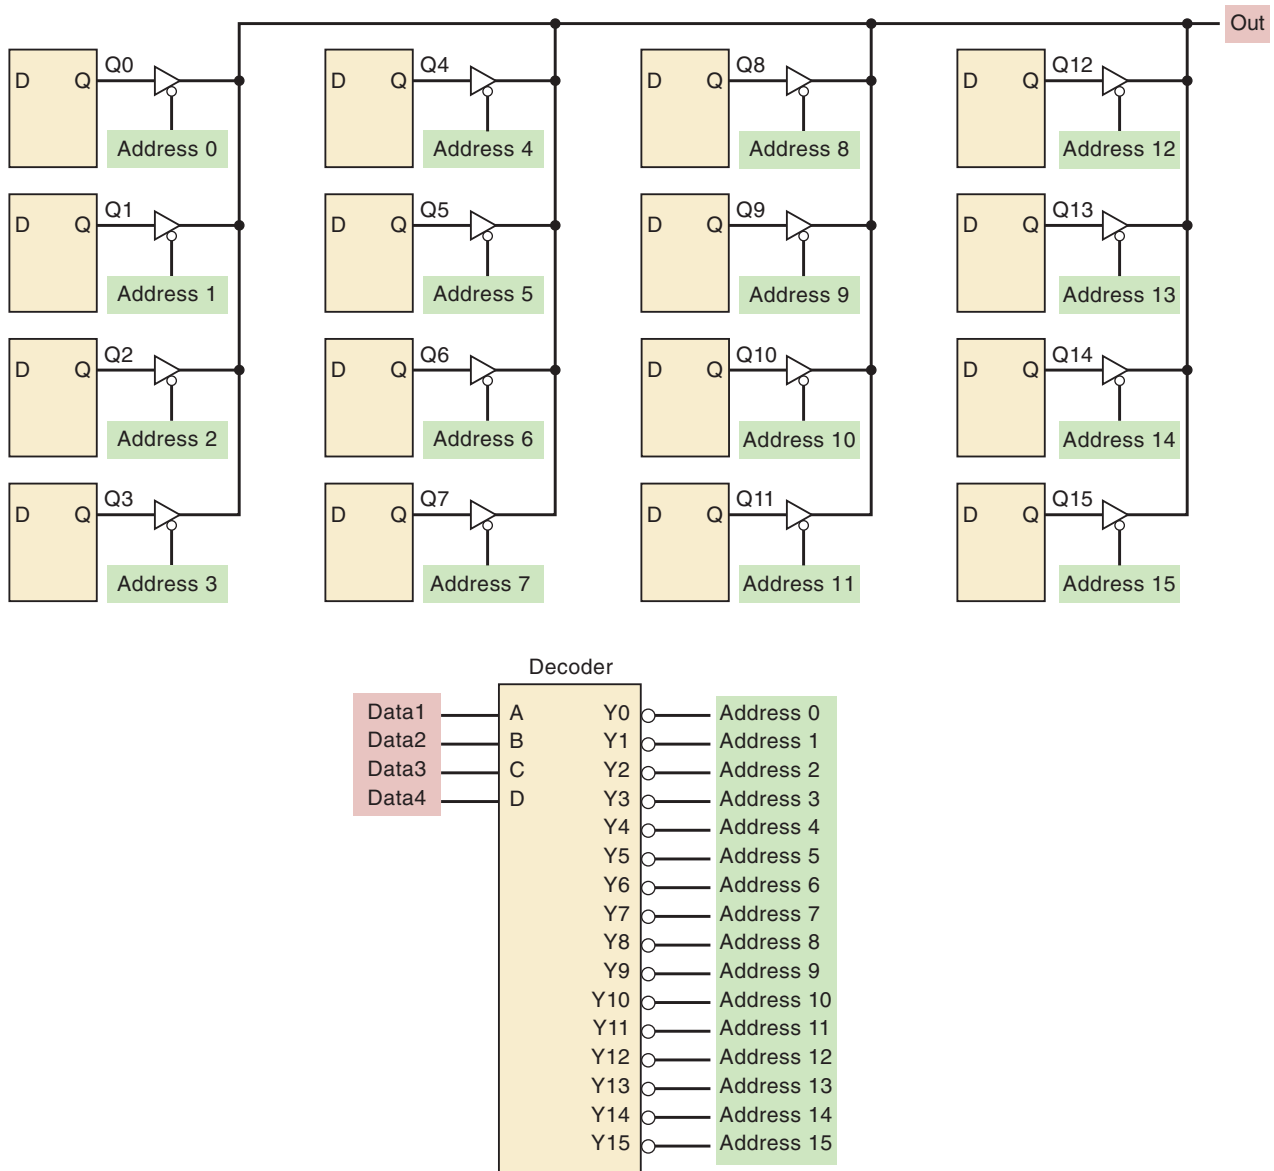 Out
Q0 Q4 Q8 Q12
D Q D Q D Q D Q
Address 0 Address 4 Address 8 Address 12
Q1 Q5 Q9 Q13
D Q D Q D Q D Q
Address 1 Address 5 Address 9 Address 13
Q2 Q6 Q10 Q14
D Q D Q D Q D Q
Address 2 Address 6 Address 10 Address 14
Q3 Q7 Q11 Q15
D Q D Q D Q D Q
Address 3 Address 7 Address 11 Address 15
Decoder
Data1 A Y0 Address 0
Data2 B Y1 Address 1
Data3 C Y2 Address 2
Data4 D Y3 Address 3
Y4 Address 4
Y5 Address 5
Y6 Address 6
Y7 Address 7
Y8 Address 8
Y9 Address 9
Y10 Address 10
Y11 Address 11
Y12 Address 12
Y13 Address 13
Y14 Address 14
Y15 Address 15